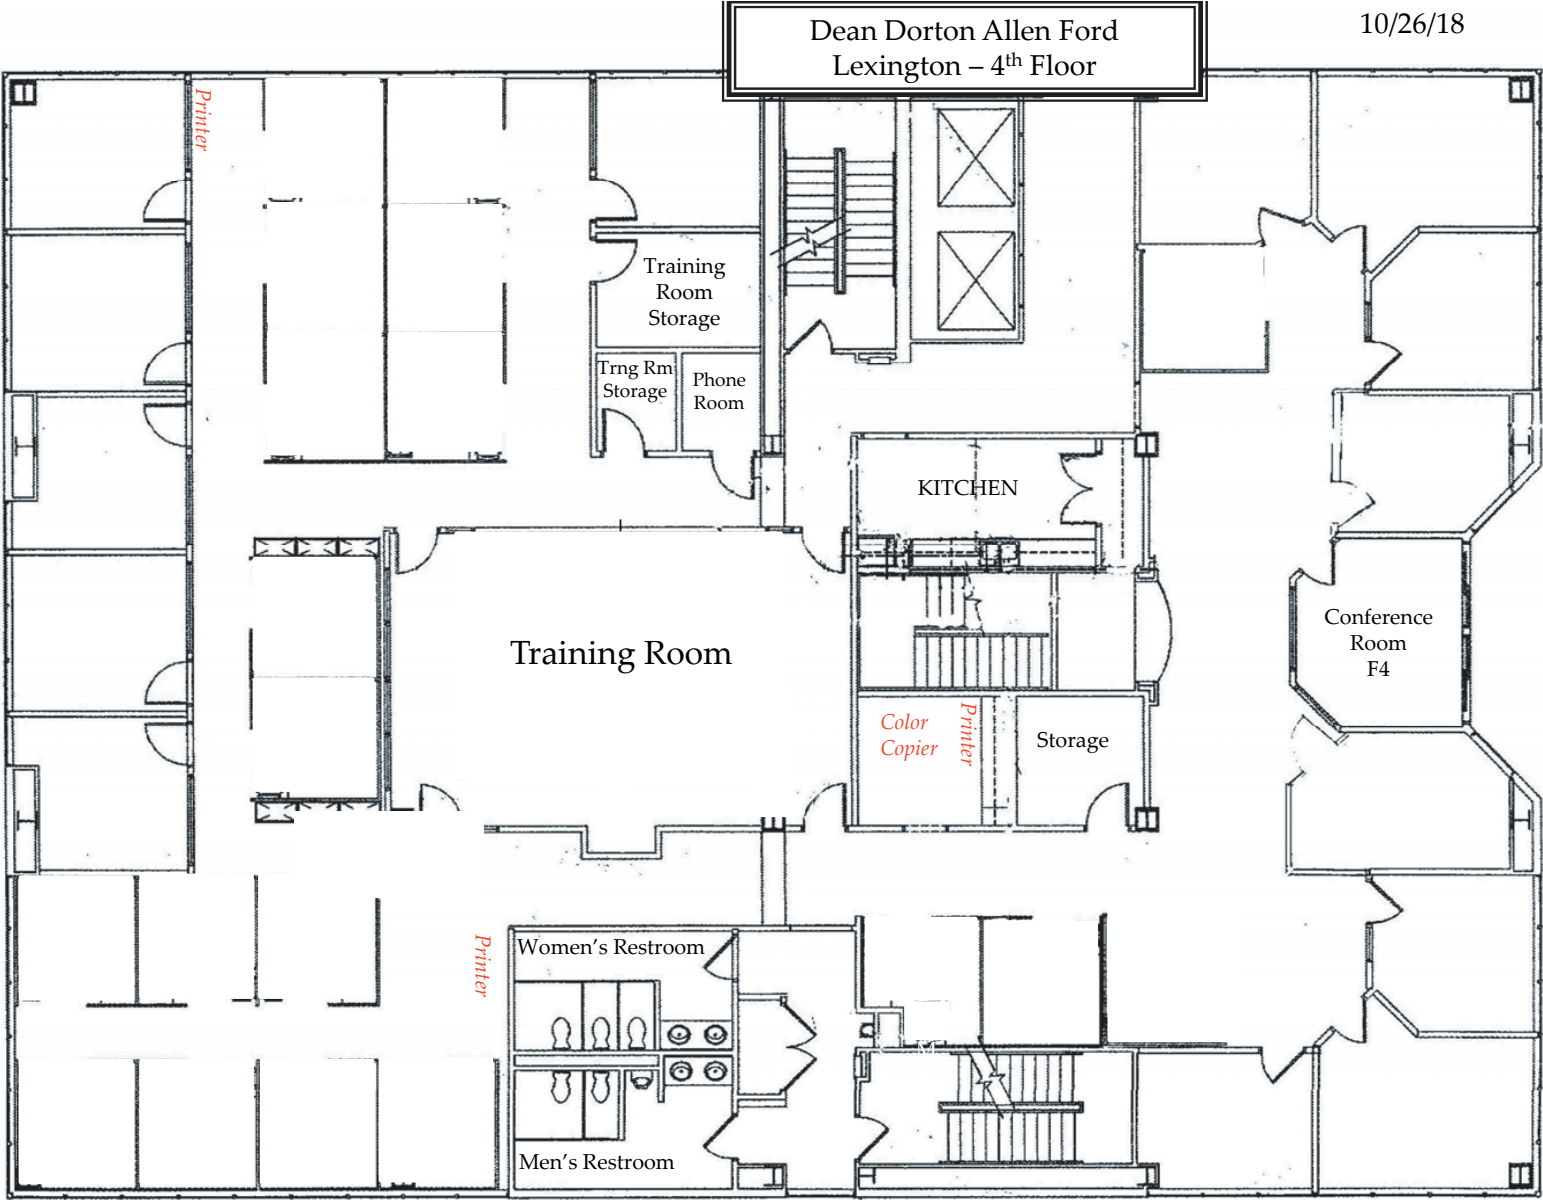 Dean Dorton Allen Ford
Lexington – 4th Floor
10/26/18
Printer
Training
Room
Storage
Trng Rm
Storage
Phone
Room
KITCHEN
Training Room
Conference
Room
F4
Color
Copier
Printer
Storage
Printer
Women's Restroom
Men's Restroom
M